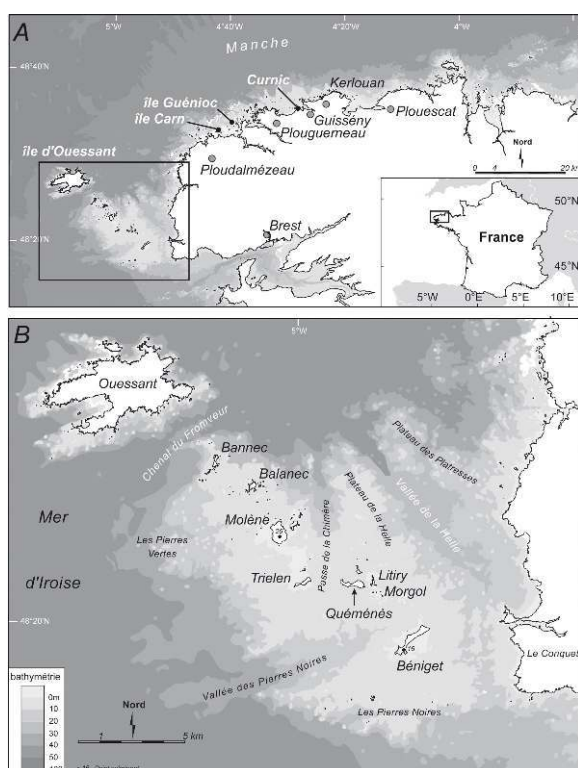 A
5°W
4°40'
4°20'
48°40'
Manche
Curnic
Kerlouan
île Guénioc
île Carn
Guisseny
Plouescat
Plouguerneau
île d'Ouessant
Ploudalmézeau
Nord
0 20 km
48°20'
Brest
50°N
France
45°N
5°W 0°E 5°E 10°E
B
5°W
Ouessant
Chenal du Fromveur
Plateau des Platresses
Bannec
Balanec
Plateau de la Helle
Vallée de la Helle
Mer
Molène
Passe de la Chimère
Les Pierres
Vertes
d'Iroise
Trielen
Litiry
Morgol
Quéménès
48°20'
Béniget
15
Le Conquet
bathymétrie
Vallée des Pierres Noires
0m
10
20
30
40
50
100
Nord
Les Pierres Noires
1 5 km